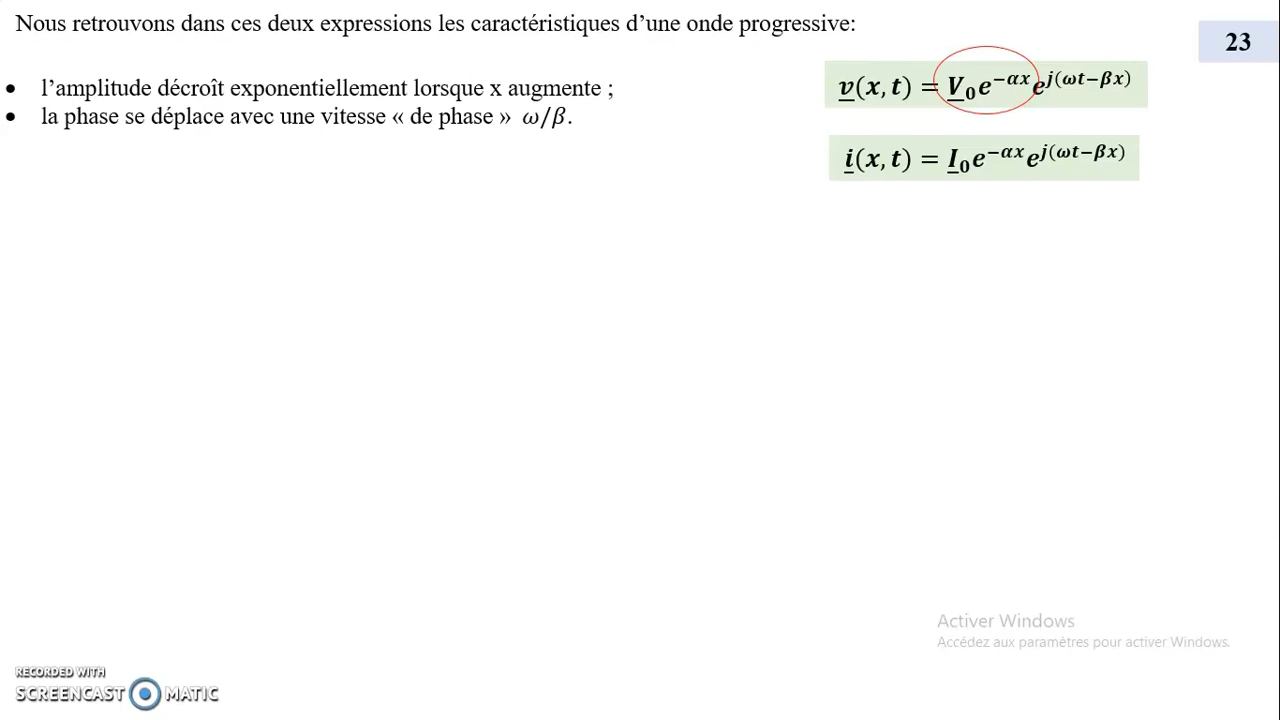 Nous retrouvons dans ces deux expressions les caractéristiques d’une onde progressive:
23
• l’amplitude décroît exponentiellement lorsque x augmente ;
• la phase se déplace avec une vitesse « de phase » ω/β.
v(x, t) = V₀e^{−αx}e^{j(ωt−βx)}
i(x, t) = I₀e^{−αx}e^{j(ωt−βx)}
Activer Windows
Accédez aux paramètres pour activer Windows.
RECORDED WITH
SCREENCAST MATIC